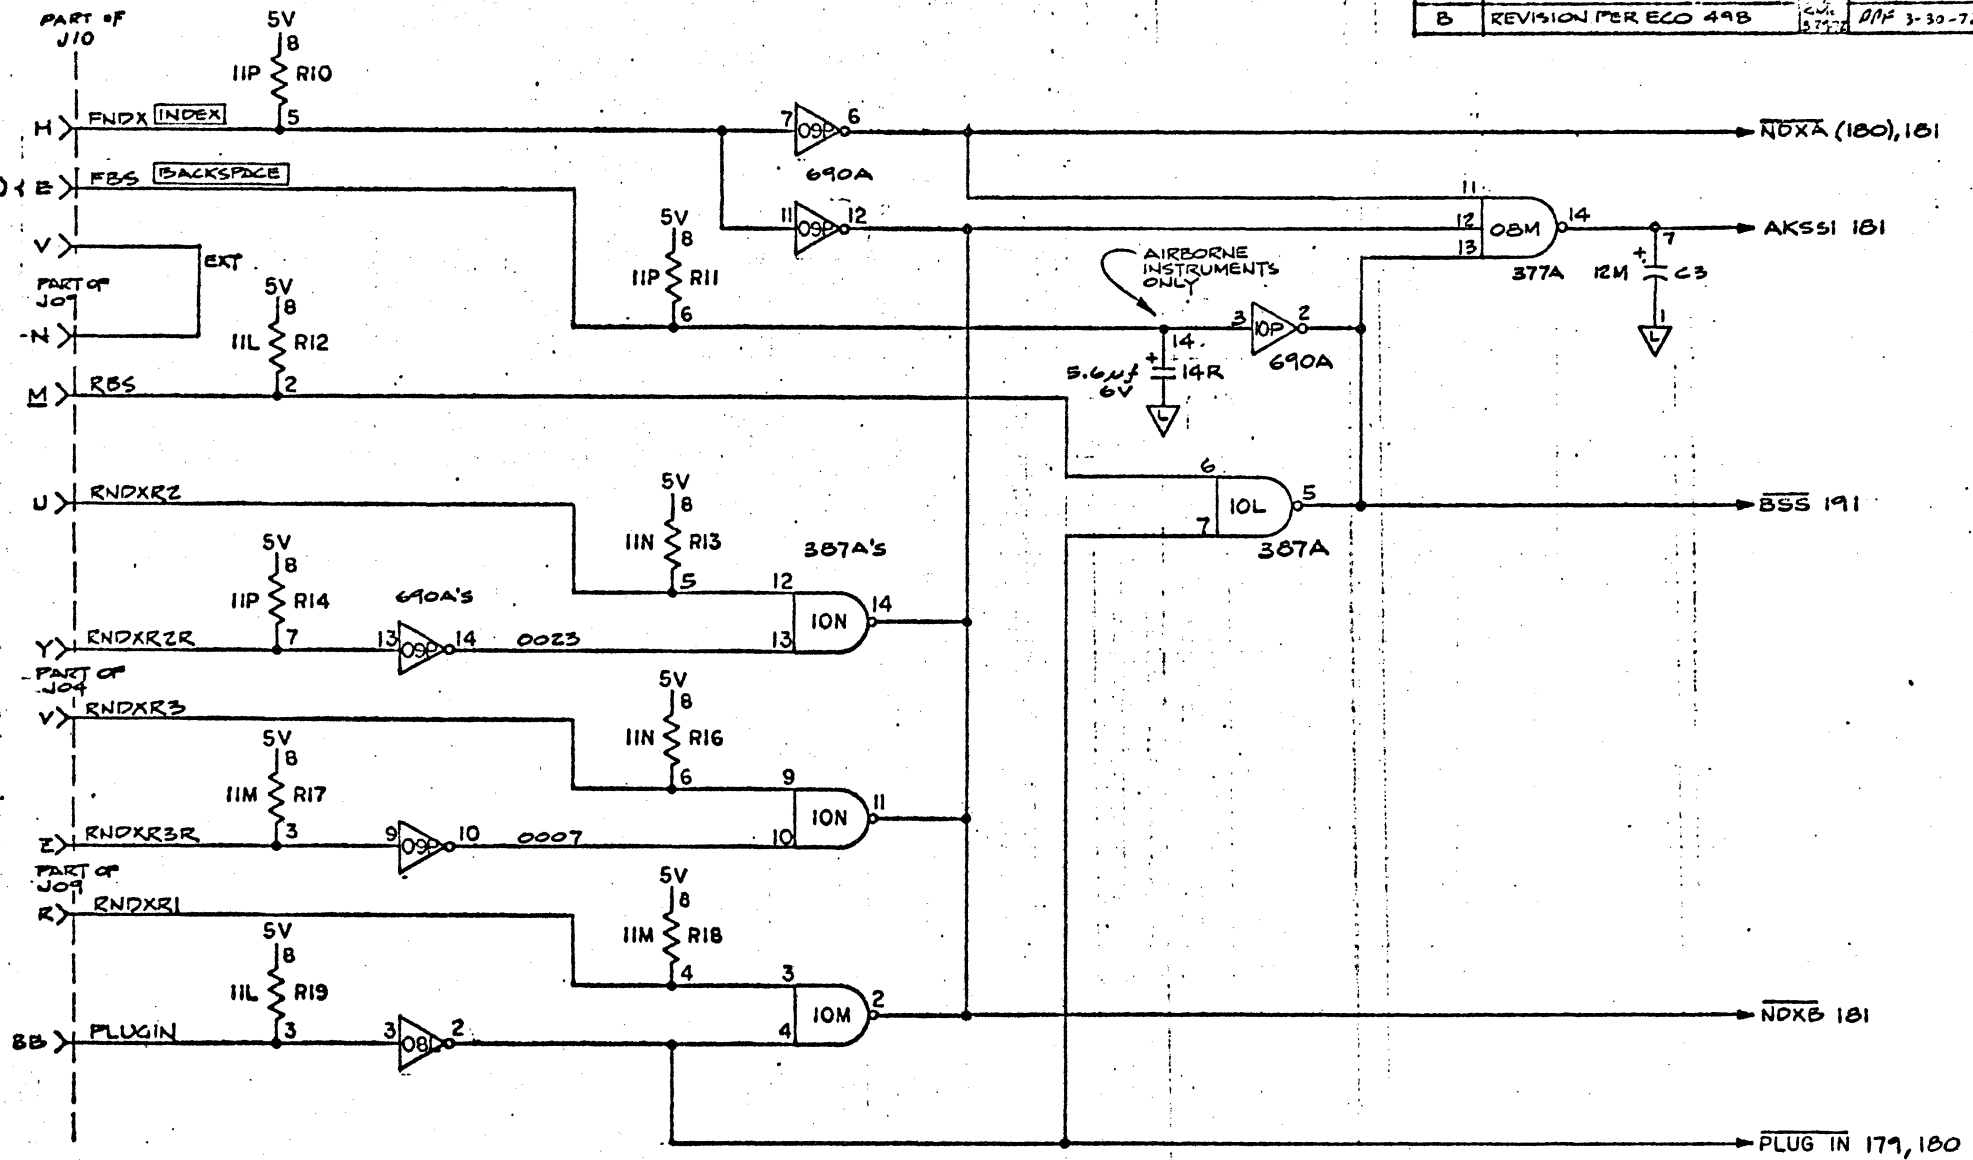 PART OF
J10
5V
8
11P R10
5
H FNDX INDEX
7 09P 6
690A
NDXA (180), 181
B REVISION PER ECO 49B
E FBS BACKSPACE
11 09P 12
5V
8
11P R11
6
11
12
13
08M
14
377A
AKSS1 181
7
12M + C3
1
L
V
EXT
PART OF
J09
N
AIRBORNE
INSTRUMENTS
ONLY
3 10P 2
690A
14
5.6µf
6V
+ 14R
L
5V
8
11L R12
2
M RBS
6
7
10L
5
387A
BSS 191
U RNDXR2
5V
8
11N R13
5
387A'S
12
13
10N
14
5V
8
11P R14
7
690A'S
Y RNDXR2R
13 09P 14 0023
PART OF
J04
V RNDXR3
5V
8
11N R16
6
9
10
10N
11
5V
8
11M R17
3
Z RNDXR3R
9 09P 10 0007
PART OF
J09
R RNDXR1
5V
8
11M R18
4
3
4
10M
2
NDXB 181
5V
8
11L R19
3
BB PLUGIN
3 08L 2
PLUG IN 179, 180